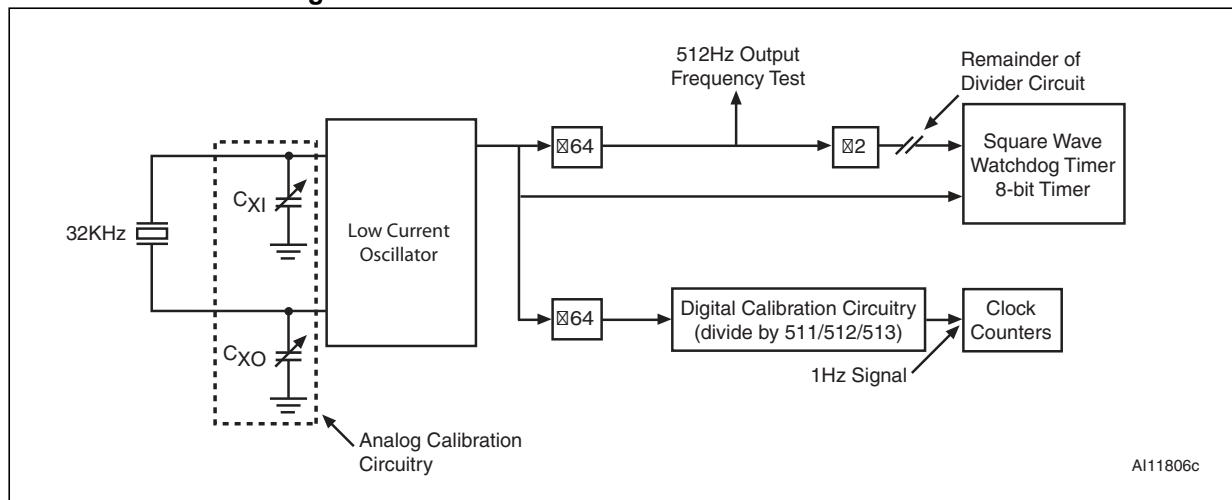 512Hz Output
Frequency Test
Remainder of
Divider Circuit
64
2
Square Wave
Watchdog Timer
8-bit Timer
CXI
32KHz
Low Current
Oscillator
CXO
64
Digital Calibration Circuitry
(divide by 511/512/513)
Clock
Counters
1Hz Signal
Analog Calibration
Circuitry
AI11806c